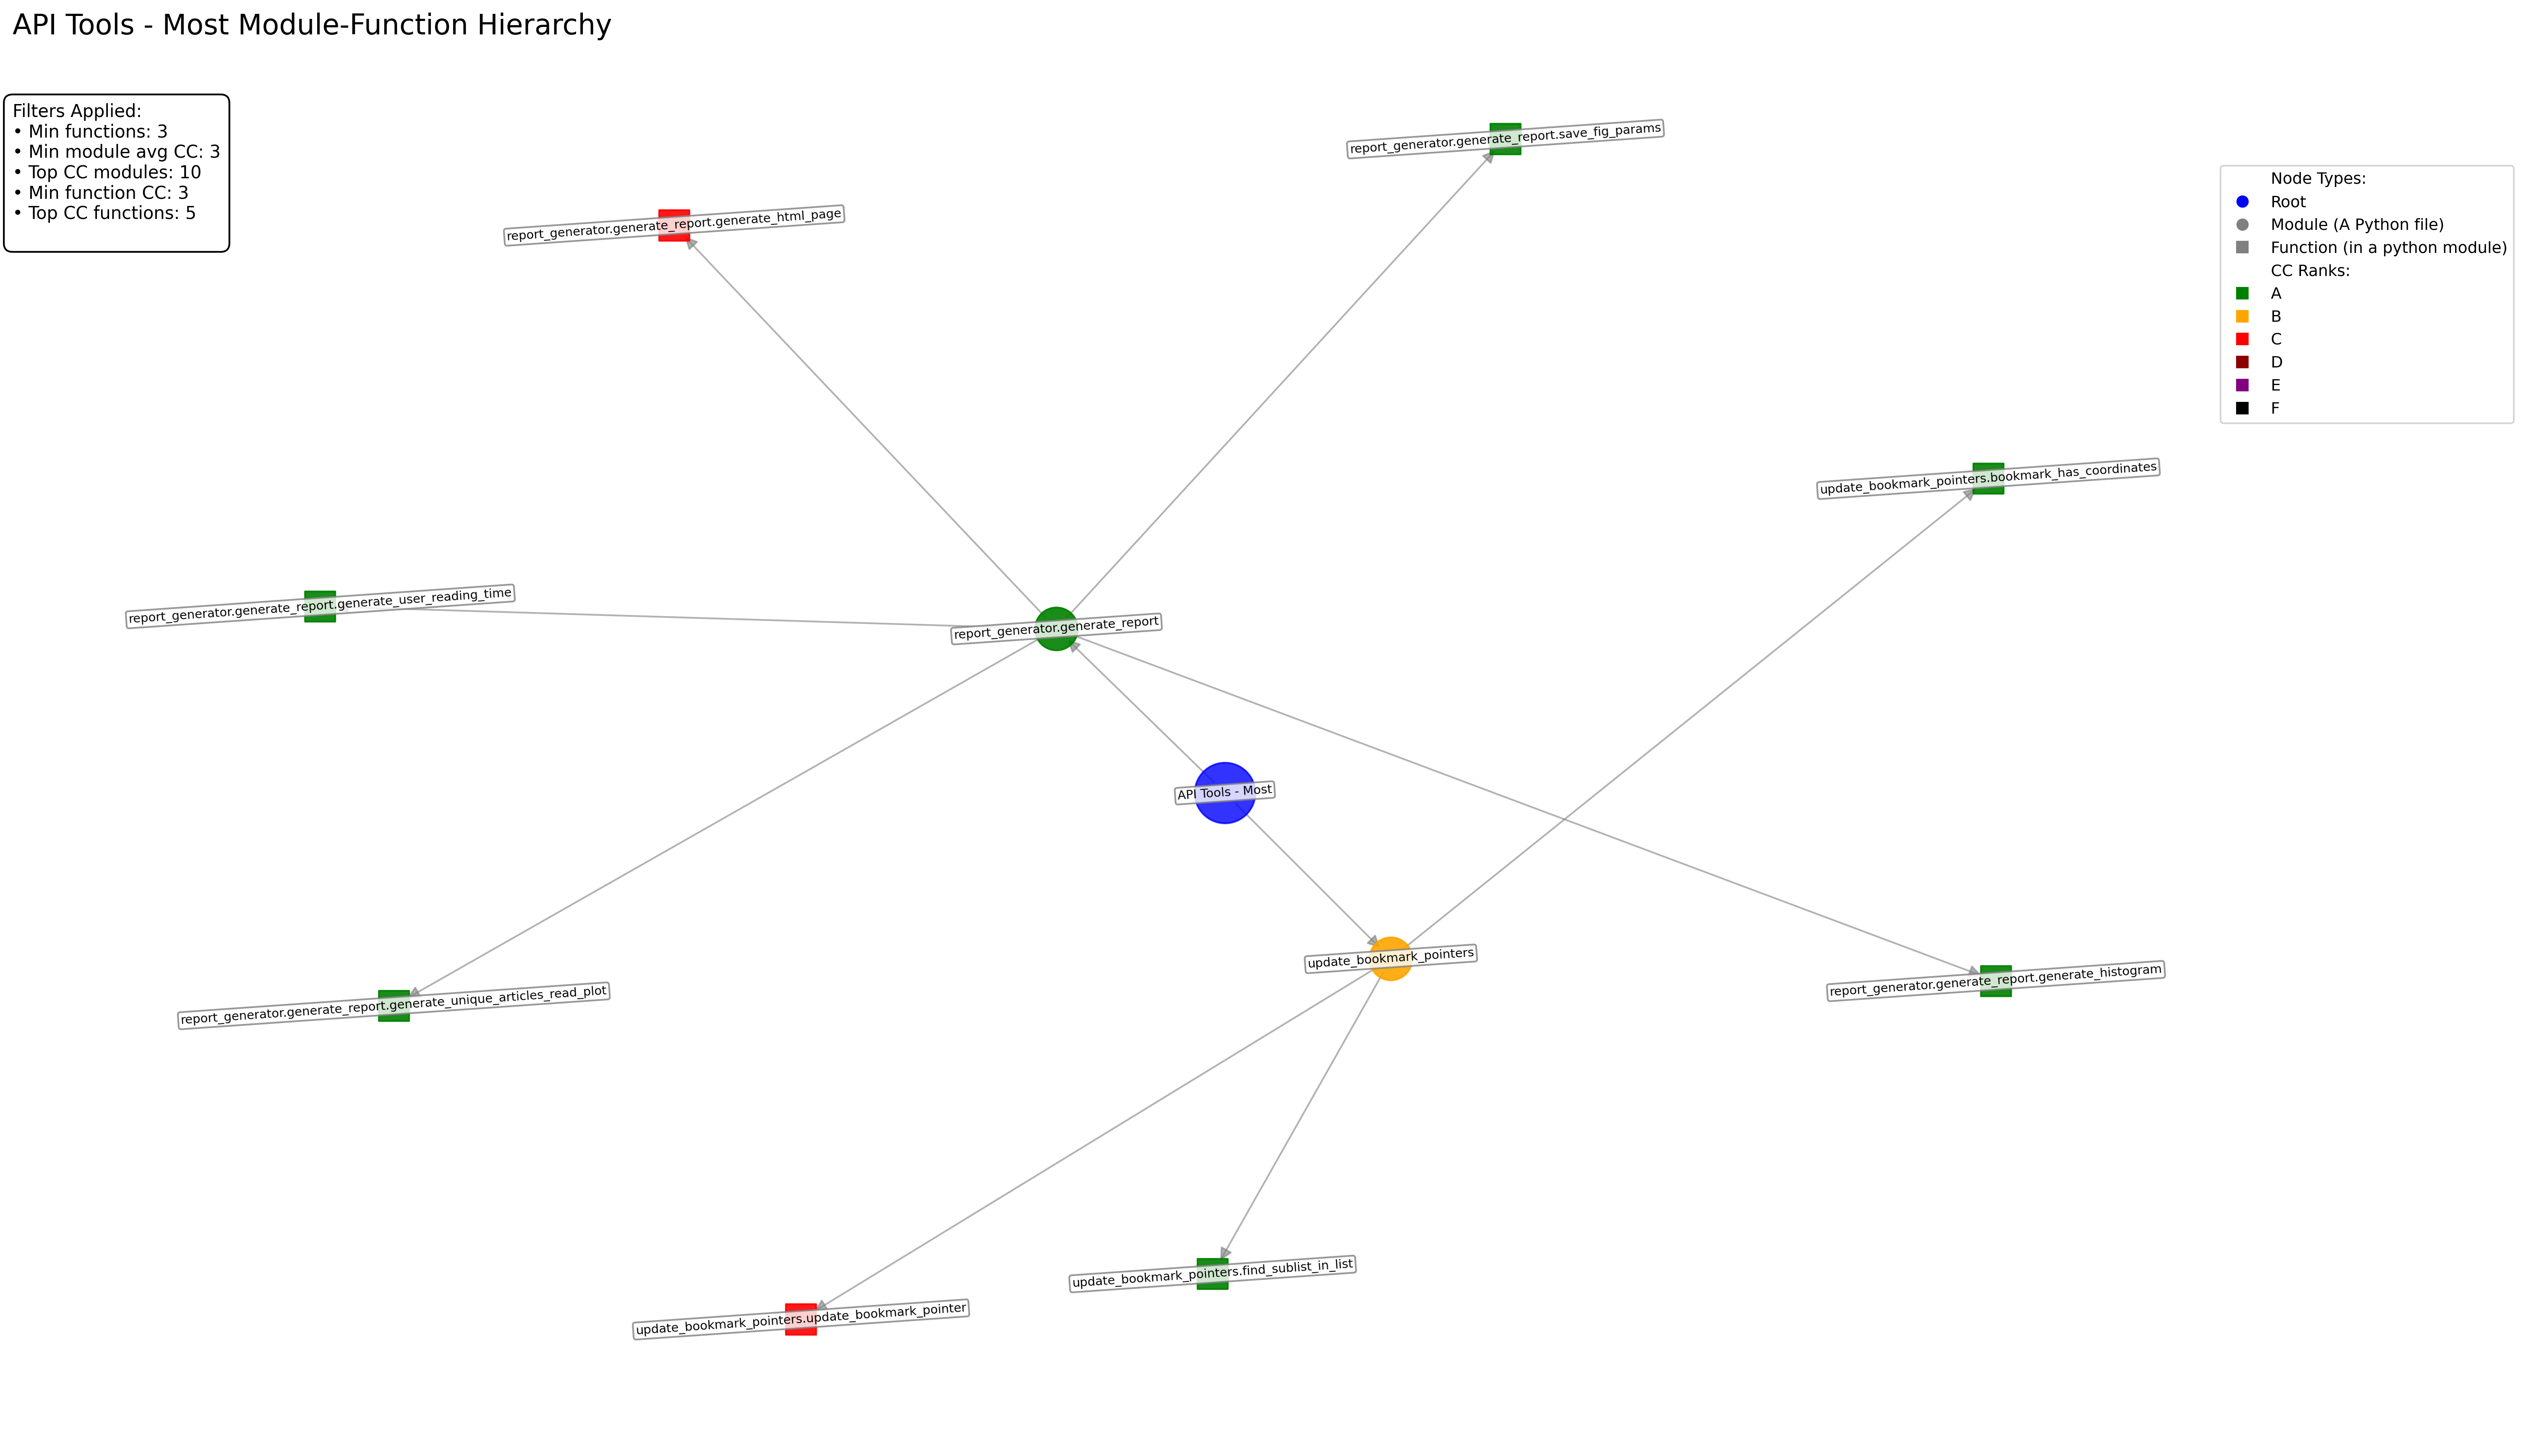 API Tools - Most Module-Function Hierarchy
Filters Applied:
• Min functions: 3
• Min module avg CC: 3
• Top CC modules: 10
• Min function CC: 3
• Top CC functions: 5
report_generator.generate_report.save_fig_params
report_generator.generate_report.generate_html_page
Node Types:
Root
Module (A Python file)
Function (in a python module)
CC Ranks:
A
B
C
D
E
F
update_bookmark_pointers.bookmark_has_coordinates
report_generator.generate_report.generate_user_reading_time
report_generator.generate_report
API Tools - Most
update_bookmark_pointers
report_generator.generate_report.generate_histogram
report_generator.generate_report.generate_unique_articles_read_plot
update_bookmark_pointers.find_sublist_in_list
update_bookmark_pointers.update_bookmark_pointer